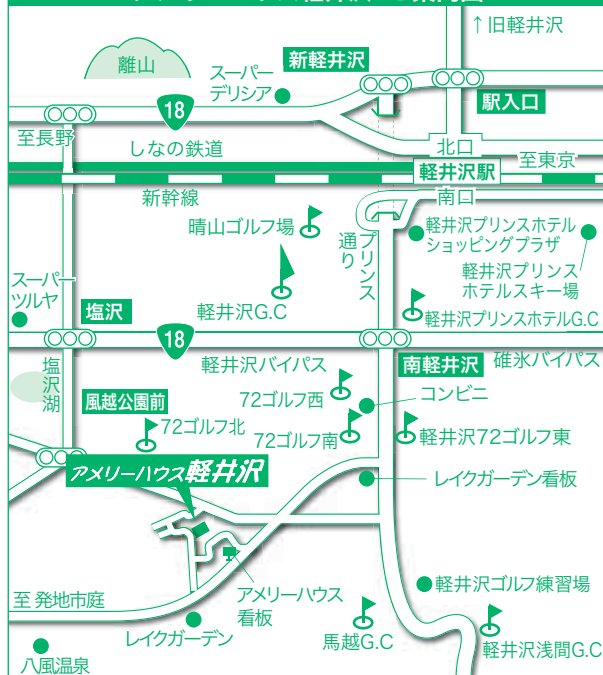 ↑旧軽井沢
離山
スーパー
デリシア
新軽井沢
18
駅入口
至長野
しなの鉄道
北口
至東京
軽井沢駅
新幹線
南口
晴山ゴルフ場
プリンス
通り
軽井沢プリンスホテル
ショッピングプラザ
軽井沢プリンス
ホテルスキー場
スーパー
ツルヤ
塩沢
軽井沢G.C
軽井沢プリンスホテルG.C
18
軽井沢バイパス
南軽井沢
碓氷バイパス
塩沢湖
風越公園前
72ゴルフ西
コンビニ
72ゴルフ北
72ゴルフ南
軽井沢72ゴルフ東
アメリーハウス軽井沢
レイクガーデン看板
至発地市庭
アメリーハウス
看板
軽井沢ゴルフ練習場
レイクガーデン
馬越G.C
軽井沢浅間G.C
八風温泉